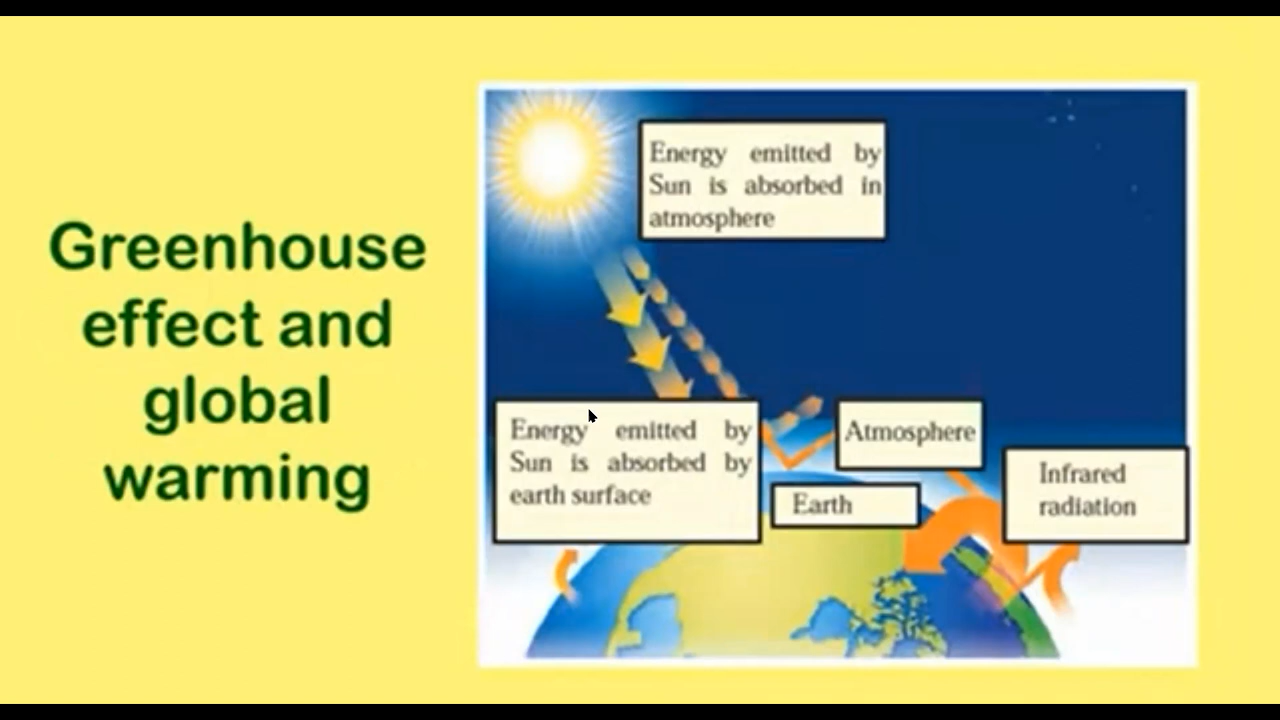 Greenhouse
effect and
global
warming
Energy emitted by
Sun is absorbed in
atmosphere
Energy emitted by
Sun is absorbed by
earth surface
Atmosphere
Earth
Infrared
radiation